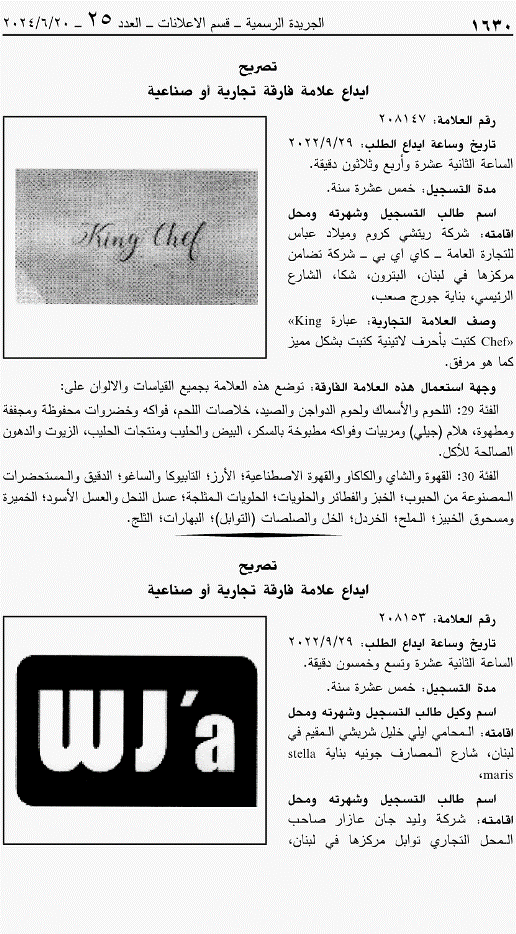 ١٦٣٠
الجريدة الرسمية ــ قسم الاعلانات ــ العدد ٢٥ ــ ٢٠٢٤/٦/٢٠
تصريح
ايداع علامة فارقة تجارية أو صناعية
رقم العلامة: ٢٠٨١٤٧
تاريخ وساعة ايداع الطلب: ٢٠٢٢/٩/٢٩
الساعة الثانية عشرة وأربع وثلاثون دقيقة.
مدة التسجيل: خمس عشرة سنة.
اسم طالب التسجيل وشهرته ومحل
اقامته: شركة ريتشي كروم وميلاد عباس
للتجارة العامة ــ كاي اي بي ــ شركة تضامن
مركزها في لبنان، البترون، شكا، الشارع
الرئيسي، بناية جورج صعب،
وصف العلامة التجارية: عبارة «King
Chef» كتبت بأحرف لاتينية كتبت بشكل مميز
كما هو مرفق.
King Chef
وجهة استعمال هذه العلامة الفارقة: توضع هذه العلامة بجميع القياسات والالوان على:
الفئة 29: اللحوم والأسماك ولحوم الدواجن والصيد، خلاصات اللحم، فواكه وخضروات محفوظة ومجففة
ومطهوة، هلام (جيلي) ومربيات وفواكه مطبوخة بالسكر، البيض والحليب ومنتجات الحليب، الزيوت والدهون
الصالحة للأكل.
الفئة 30: القهوة والشاي والكاكاو والقهوة الاصطناعية؛ الأرز؛ التابيوكا والساغو؛ الدقيق والمستحضرات
المصنوعة من الحبوب؛ الخبز والفطائر والحلويات؛ الحلويات المثلجة؛ عسل النحل والعسل الأسود؛ الخميرة
ومسحوق الخبيز؛ الملح؛ الخردل؛ الخل والصلصات (التوابل)؛ البهارات؛ الثلج.
تصريح
ايداع علامة فارقة تجارية أو صناعية
رقم العلامة: ٢٠٨١٥٣
تاريخ وساعة ايداع الطلب: ٢٠٢٢/٩/٢٩
الساعة الثانية عشرة وتسع وخمسون دقيقة.
مدة التسجيل: خمس عشرة سنة.
اسم وكيل طالب التسجيل وشهرته ومحل
اقامته: المحامي ايلي خليل شربشي المقيم في
لبنان، شارع المصارف جونيه بناية stella
maris،
اسم طالب التسجيل وشهرته ومحل
اقامته: شركة وليد جان عازار صاحب
المحل التجاري توابل مركزها في لبنان،
WJ'a